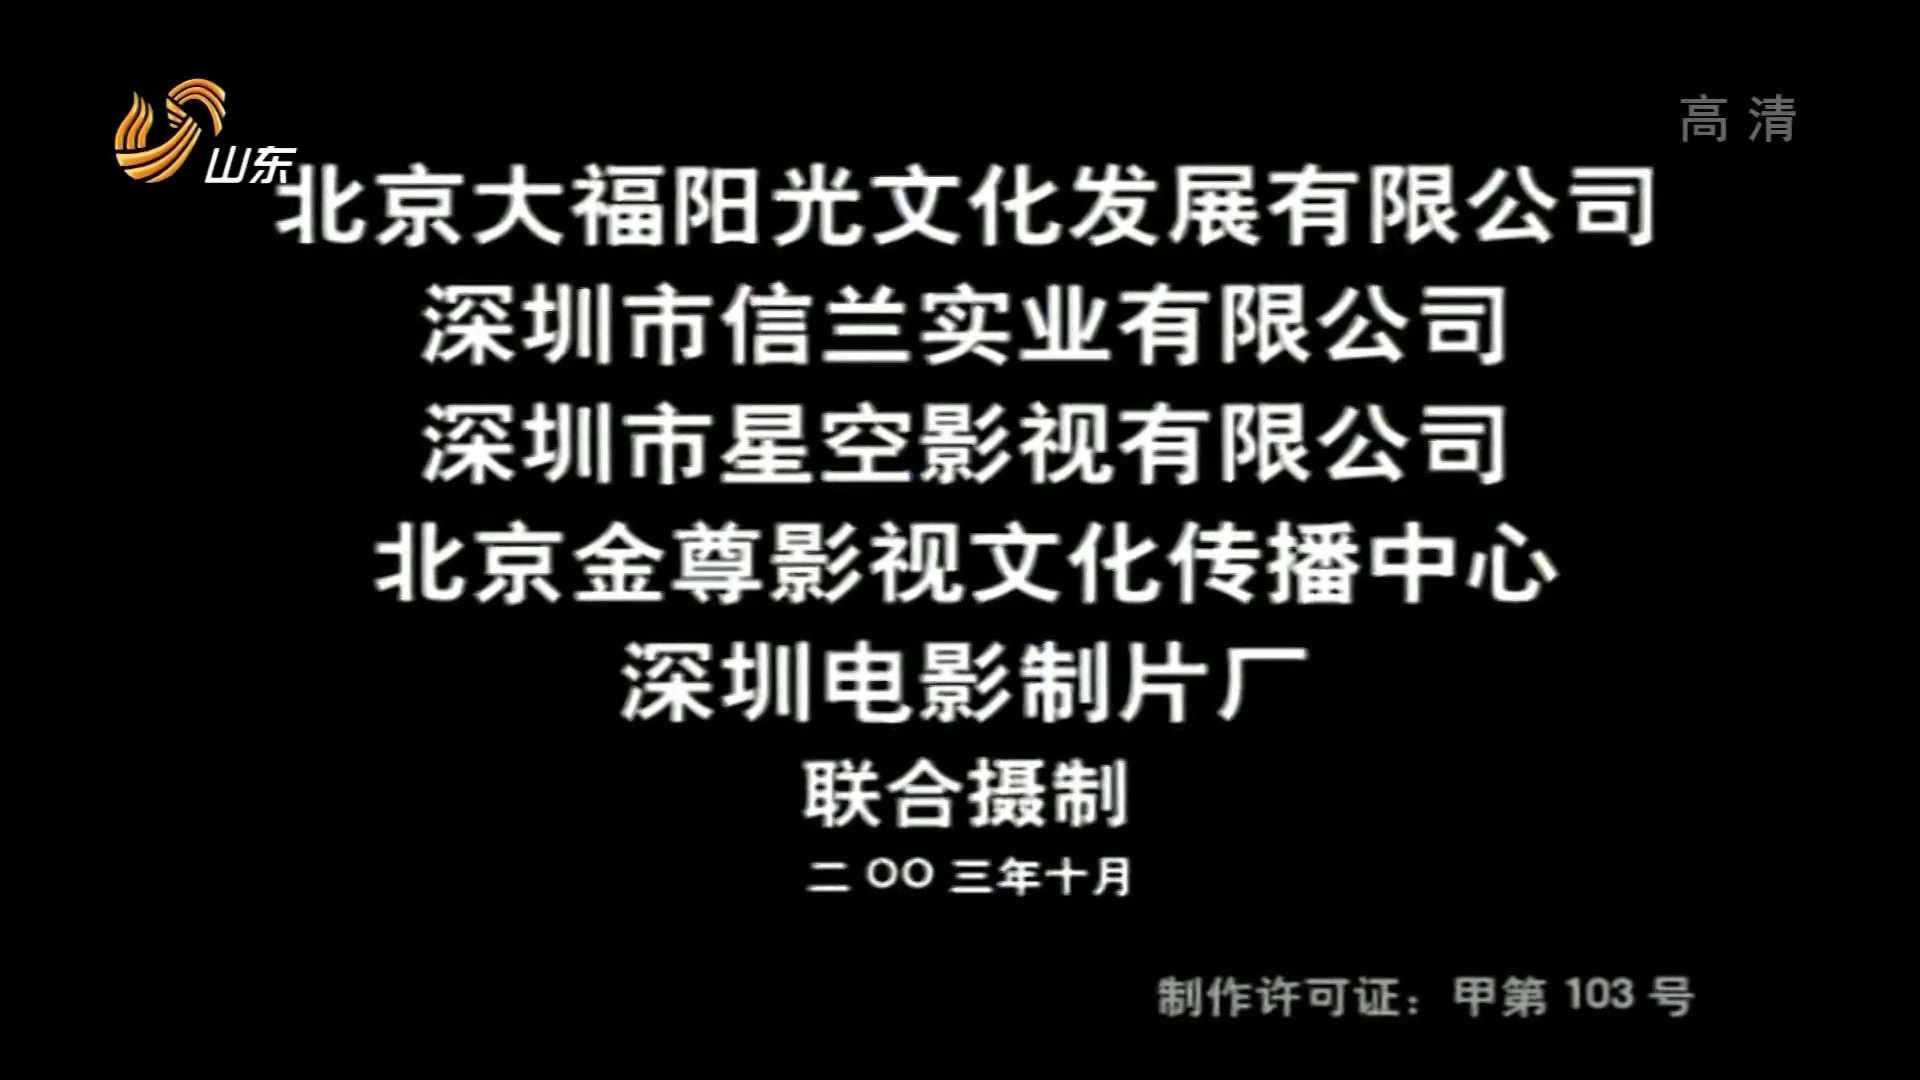 山东
高清
北京大福阳光文化发展有限公司
深圳市信兰实业有限公司
深圳市星空影视有限公司
北京金尊影视文化传播中心
深圳电影制片厂
联合摄制
二〇〇三年十月
制作许可证：甲第 103 号